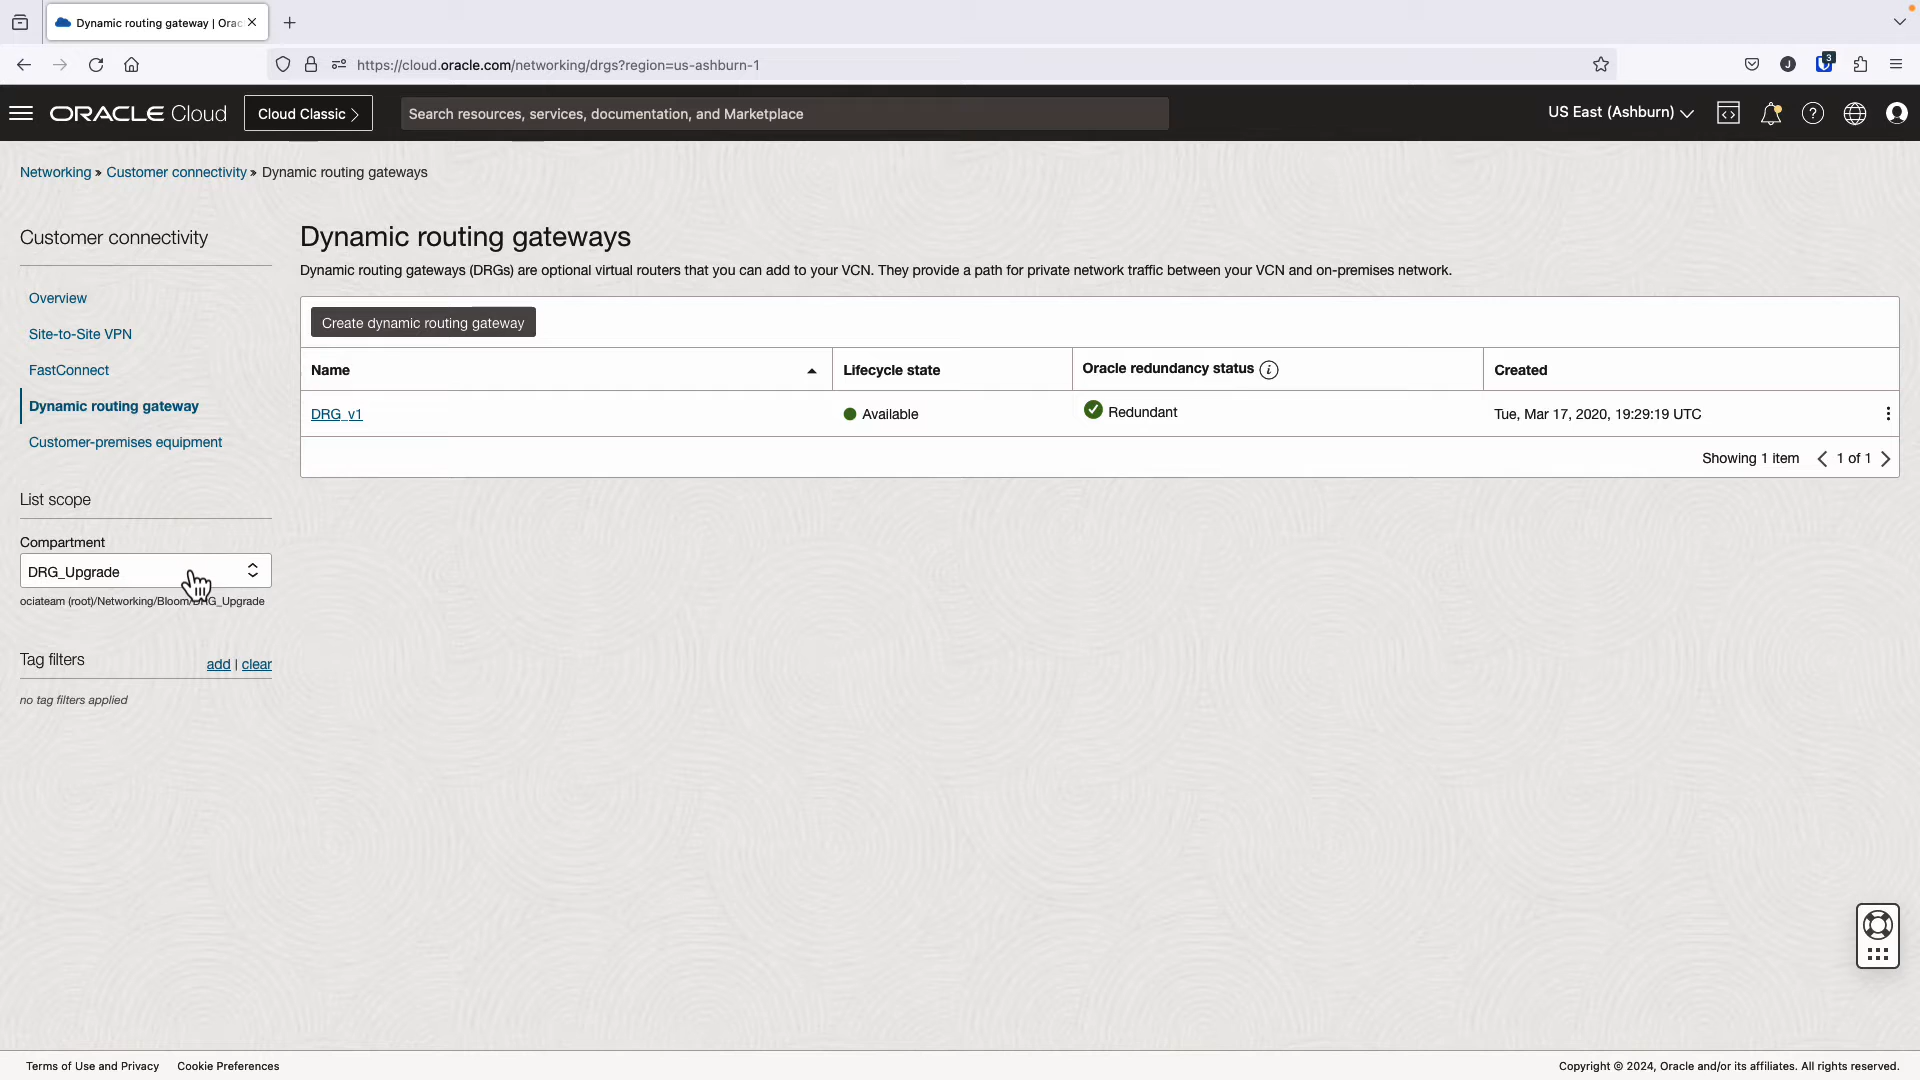 Dynamic routing gateway | Orac
https://cloud.oracle.com/networking/drgs?region=us-ashburn-1
J
3
ORACLE Cloud
Cloud Classic
Search resources, services, documentation, and Marketplace
US East (Ashburn)
Networking » Customer connectivity » Dynamic routing gateways
Customer connectivity
Overview
Site-to-Site VPN
FastConnect
Dynamic routing gateway
Customer-premises equipment
List scope
Compartment
DRG_Upgrade
ociateam (root)/Networking/Bloom/DRG_Upgrade
Tag filters
add | clear
no tag filters applied
Dynamic routing gateways
Dynamic routing gateways (DRGs) are optional virtual routers that you can add to your VCN. They provide a path for private network traffic between your VCN and on-premises network.
Create dynamic routing gateway
Name Lifecycle state Oracle redundancy status i Created
DRG_v1 Available Redundant Tue, Mar 17, 2020, 19:29:19 UTC
Showing 1 item 1 of 1
Terms of Use and Privacy Cookie Preferences
Copyright © 2024, Oracle and/or its affiliates. All rights reserved.